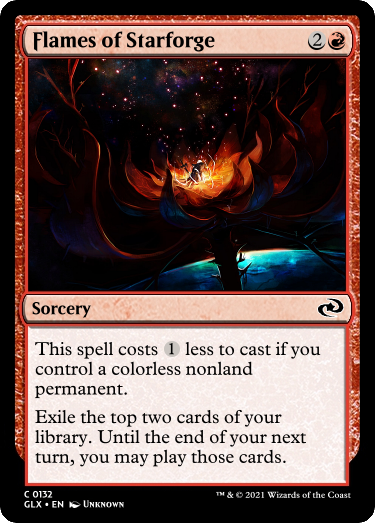 Flames of Starforge 2
Sorcery
This spell costs 1 less to cast if you
control a colorless nonland
permanent.
Exile the top two cards of your
library. Until the end of your next
turn, you may play those cards.
C 0132
GLX • EN Unknown
™ & © 2021 Wizards of the Coast